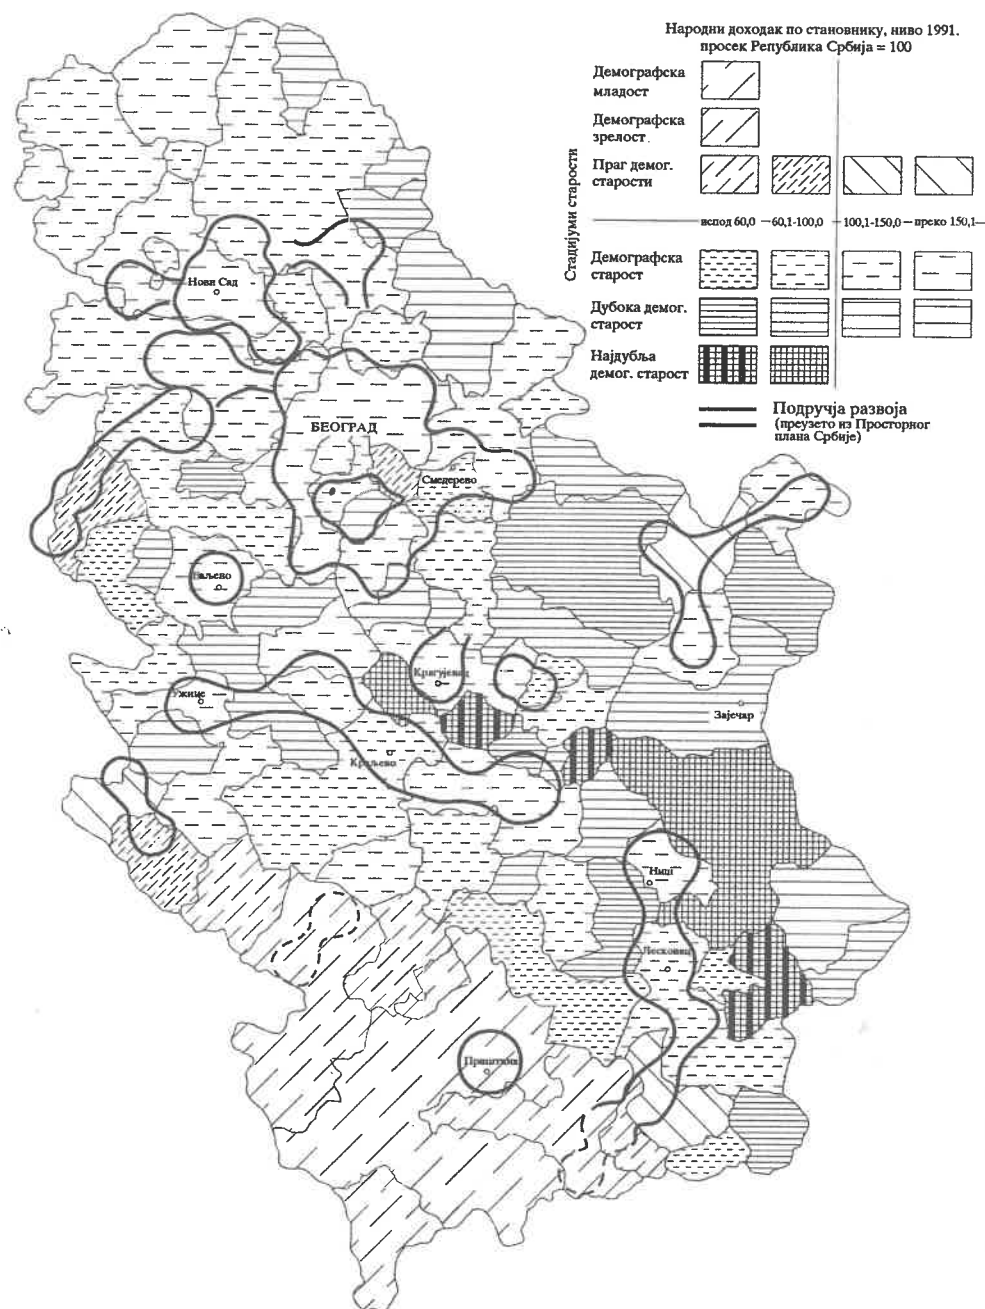 Народни доходак по становнику, ниво 1991.
просек Република Србија = 100
Стадијуми старости
Демографска
младост
Демографска
зрелост
Праг демог.
старости
испод 60,0 — 60,1-100,0 100,1-150,0 — преко 150,1 —
Демографска
старост
Дубока демог.
старост
Најдубља
демог. старост
Подручја развоја
(преузето из Просторног
плана Србије)
Нови Сад
БЕОГРАД
Смедерево
Ваљево
Крагујевац
Ужице
Зајечар
Краљево
Ниш
Лесковац
Приштина